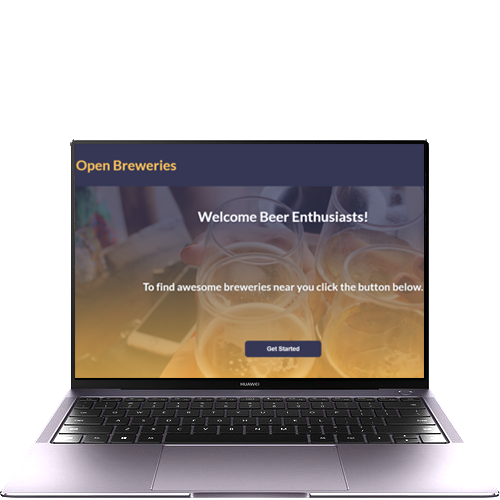 Open Breweries
Welcome Beer Enthusiasts!
To find awesome breweries near you click the button below.
Get Started
HUAWEI